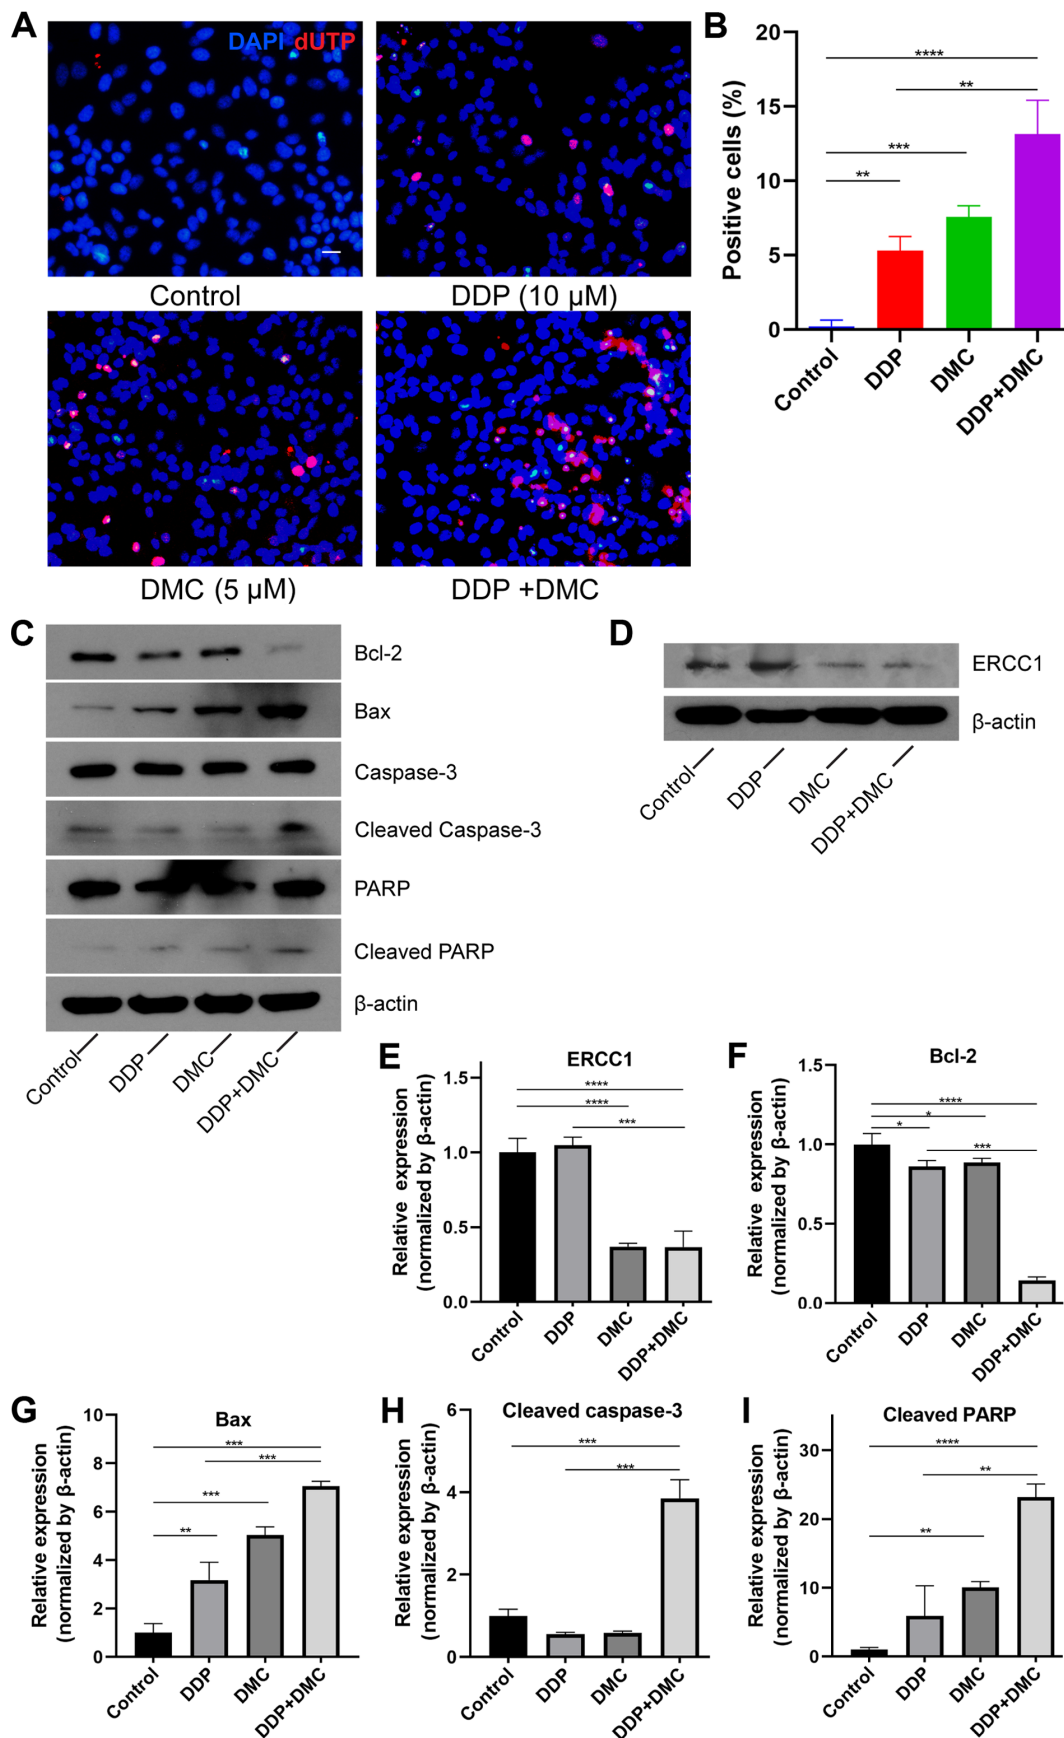 A
DAPI dUTP
Control
DDP (10 μM)
DMC (5 μM)
DDP +DMC
B
Positive cells (%)
20
15
10
5
0
****
**
***
**
Control
DDP
DMC
DDP+DMC
C
Bcl-2
Bax
Caspase-3
Cleaved Caspase-3
PARP
Cleaved PARP
β-actin
Control
DDP
DMC
DDP+DMC
D
ERCC1
β-actin
Control
DDP
DMC
DDP+DMC
E
ERCC1
Relative expression
(normalized by β-actin)
1.5
1.0
0.5
0.0
****
****
***
Control
DDP
DMC
DDP+DMC
F
Bcl-2
Relative expression
(normalized by β-actin)
1.5
1.0
0.5
0.0
****
*
*
***
Control
DDP
DMC
DDP+DMC
G
Bax
Relative expression
(normalized by β-actin)
10
8
6
4
2
0
***
***
***
**
Control
DDP
DMC
DDP+DMC
H
Cleaved caspase-3
Relative expression
(normalized by β-actin)
6
4
2
0
***
***
Control
DDP
DMC
DDP+DMC
I
Cleaved PARP
Relative expression
(normalized by β-actin)
30
20
10
0
****
**
**
Control
DDP
DMC
DDP+DMC